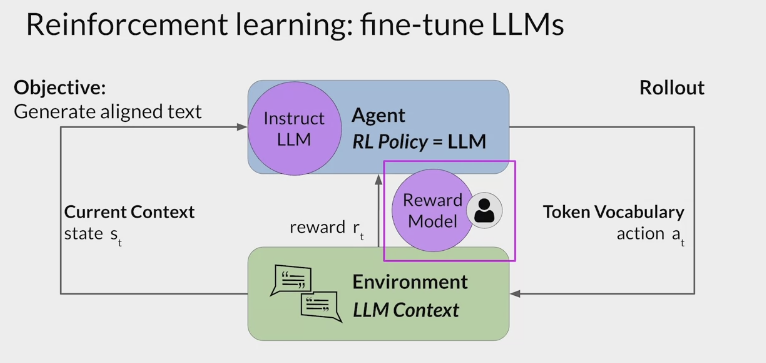 Reinforcement learning: fine-tune LLMs
Objective:
Generate aligned text
Rollout
Instruct
LLM
Agent
RL Policy = LLM
Current Context
state s_t
reward r_t
Reward
Model
Token Vocabulary
action a_t
Environment
LLM Context